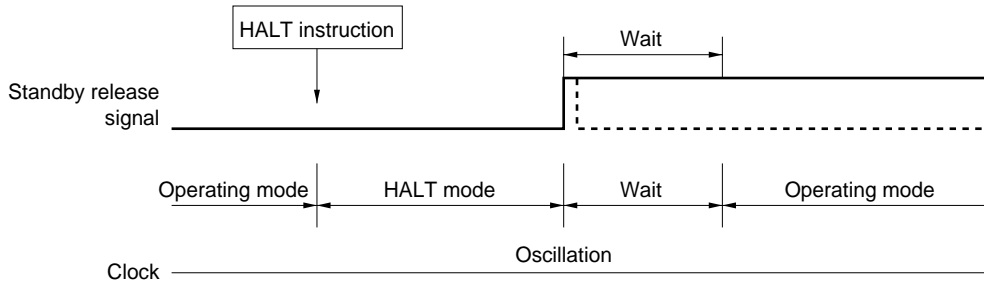 HALT instruction
Wait
Standby release
signal
Operating mode
HALT mode
Wait
Operating mode
Oscillation
Clock